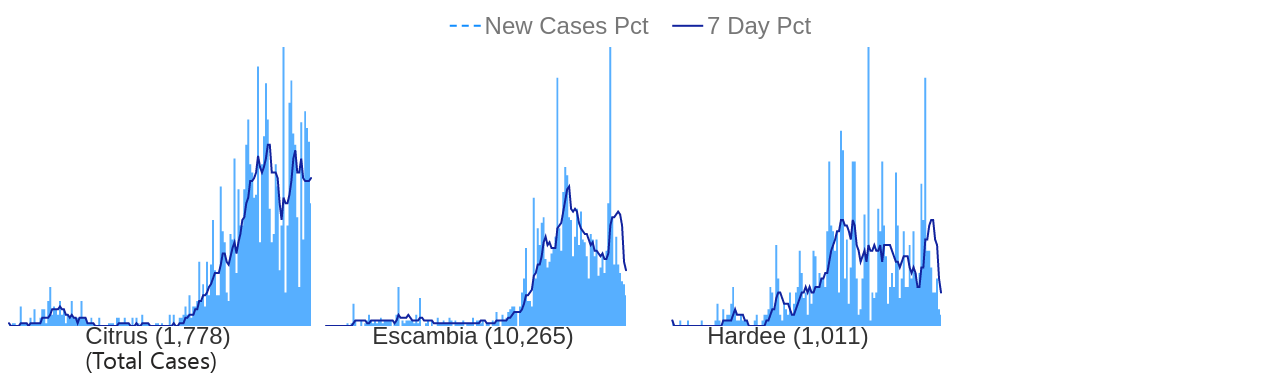 New Cases Pct 7 Day Pct
Citrus (1,778) Escambia (10,265) Hardee (1,011)
(Total Cases)